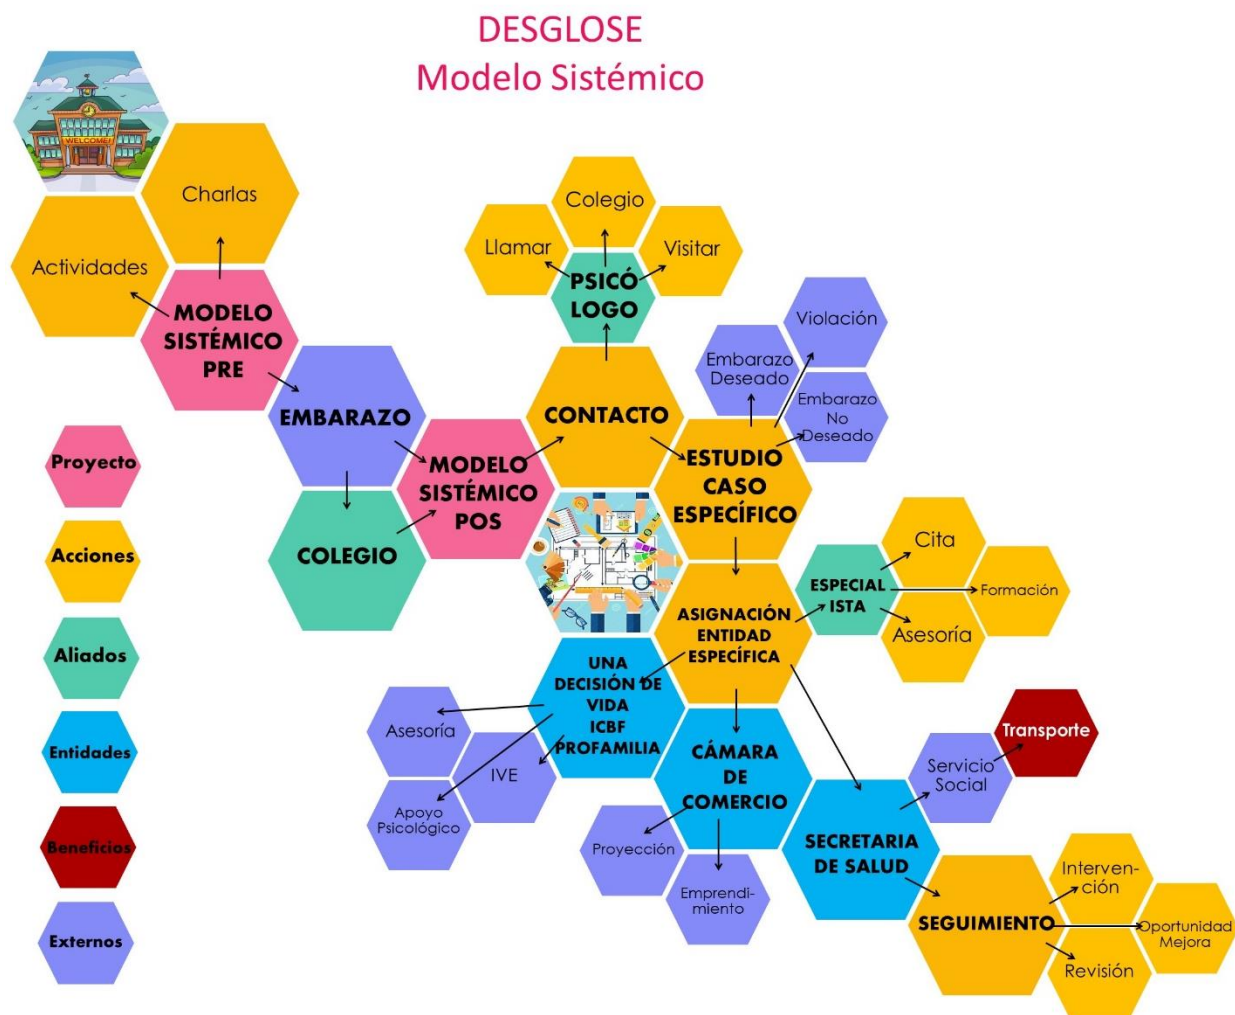 DESGLOSE
Modelo Sistémico
WELCOME!
Charlas
Actividades
MODELO
SISTÉMICO
PRE
EMBARAZO
COLEGIO
MODELO
SISTÉMICO
POS
CONTACTO
PSICÓ
LOGO
Llamar
Colegio
Visitar
ESTUDIO
CASO
ESPECÍFICO
Embarazo
Deseado
Violación
Embarazo
No
Deseado
ASIGNACIÓN
ENTIDAD
ESPECÍFICA
ESPECIAL
ISTA
Cita
Formación
Asesoría
UNA
DECISIÓN DE
VIDA
ICBF
PROFAMILIA
Asesoría
IVE
Apoyo
Psicológico
CÁMARA
DE
COMERCIO
Proyección
Emprendi-
miento
SECRETARIA
DE SALUD
Servicio
Social
Transporte
SEGUIMIENTO
Interven-
ción
Oportunidad
Mejora
Revisión
Proyecto
Acciones
Aliados
Entidades
Beneficios
Externos